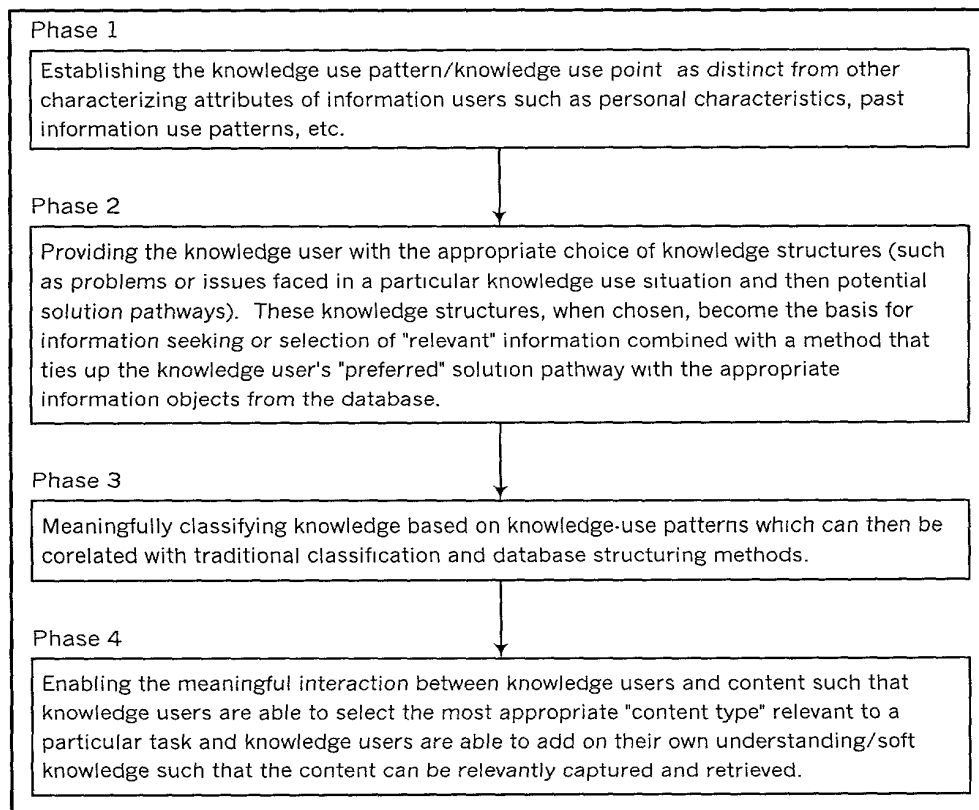 Phase 1
Establishing the knowledge use pattern/knowledge use point as distinct from other
characterizing attributes of information users such as personal characteristics, past
information use patterns, etc.
Phase 2
Providing the knowledge user with the appropriate choice of knowledge structures (such
as problems or issues faced in a particular knowledge use situation and then potential
solution pathways). These knowledge structures, when chosen, become the basis for
information seeking or selection of "relevant" information combined with a method that
ties up the knowledge user's "preferred" solution pathway with the appropriate
information objects from the database.
Phase 3
Meaningfully classifying knowledge based on knowledge-use patterns which can then be
corelated with traditional classification and database structuring methods.
Phase 4
Enabling the meaningful interaction between knowledge users and content such that
knowledge users are able to select the most appropriate "content type" relevant to a
particular task and knowledge users are able to add on their own understanding/soft
knowledge such that the content can be relevantly captured and retrieved.